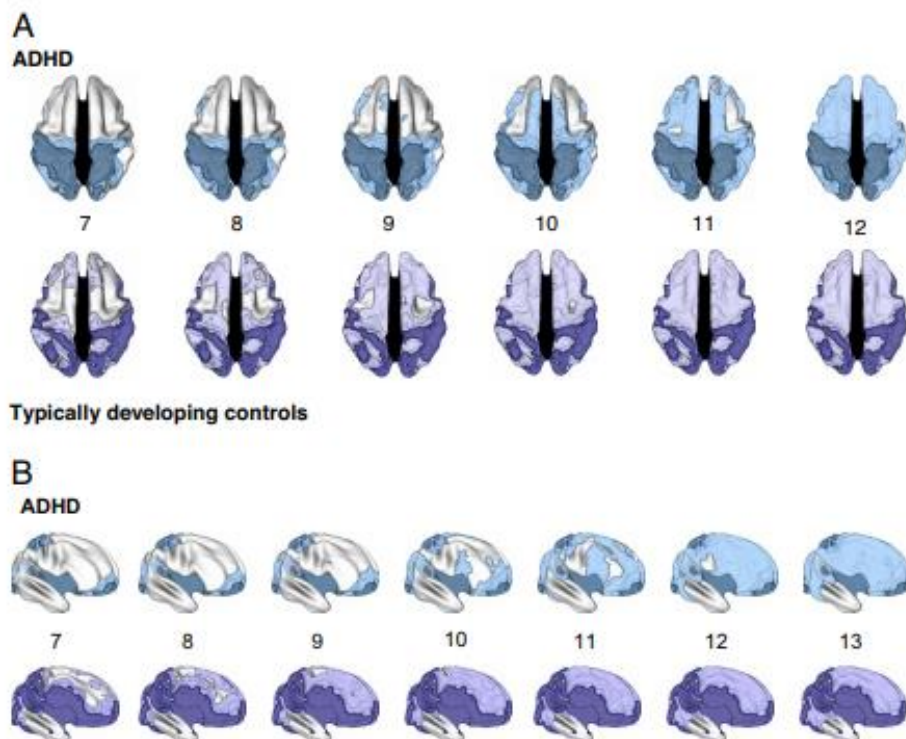 A
ADHD
7 8 9 10 11 12
Typically developing controls
B
ADHD
7 8 9 10 11 12 13